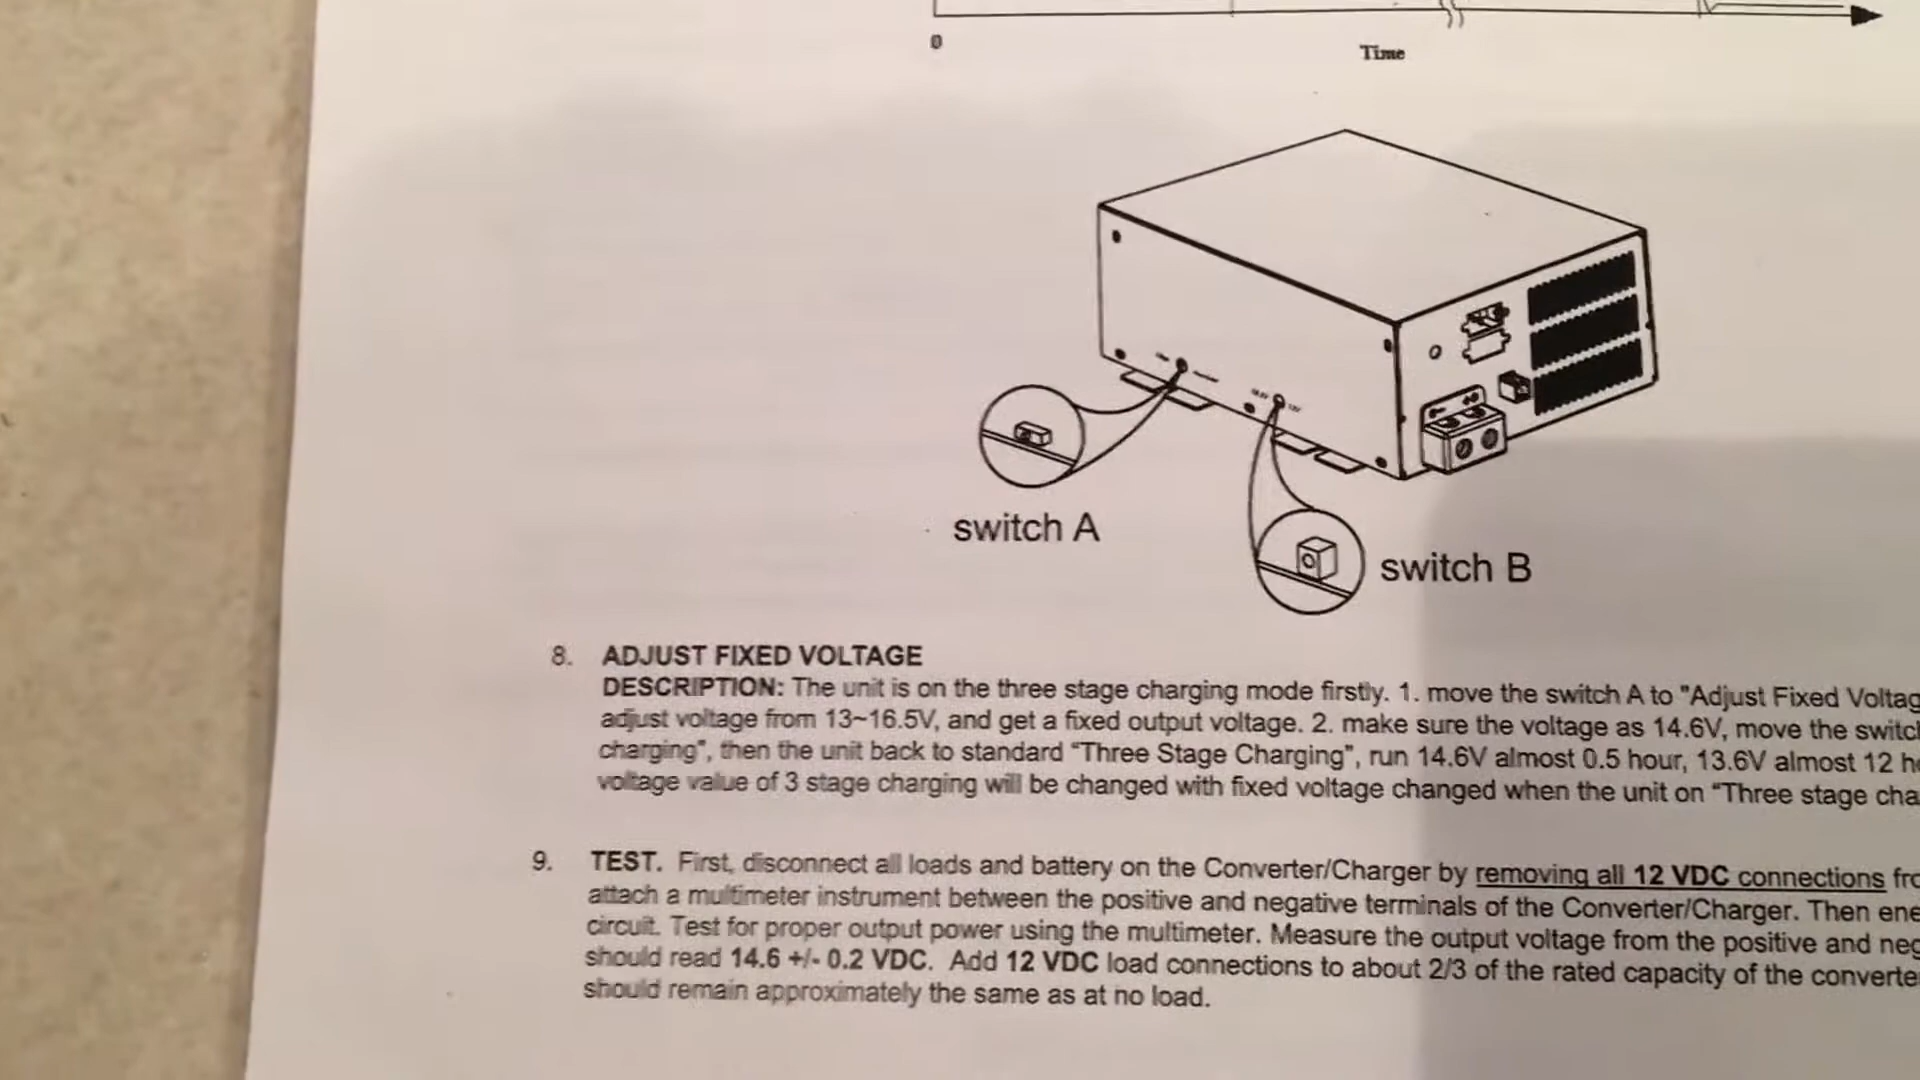 0
Time
switch A
switch B
8. ADJUST FIXED VOLTAGE
DESCRIPTION: The unit is on the three stage charging mode firstly. 1. move the switch A to "Adjust Fixed Voltag
adjust voltage from 13~16.5V, and get a fixed output voltage. 2. make sure the voltage as 14.6V, move the switch
charging", then the unit back to standard "Three Stage Charging", run 14.6V almost 0.5 hour, 13.6V almost 12 h
voltage value of 3 stage charging will be changed with fixed voltage changed when the unit on "Three stage cha
9. TEST. First, disconnect all loads and battery on the Converter/Charger by removing all 12 VDC connections fro
attach a multimeter instrument between the positive and negative terminals of the Converter/Charger. Then ene
circuit. Test for proper output power using the multimeter. Measure the output voltage from the positive and neg
should read 14.6 +/- 0.2 VDC. Add 12 VDC load connections to about 2/3 of the rated capacity of the converte
should remain approximately the same as at no load.